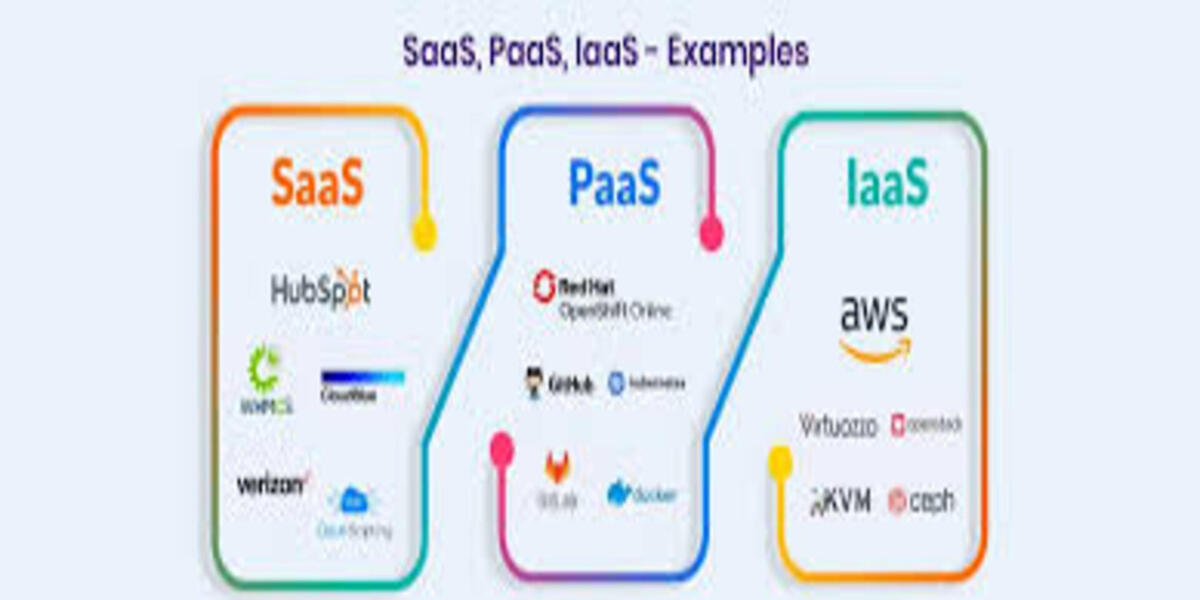 SaaS, PaaS, IaaS - Examples
SaaS
HubSpot
WHMCS
CloudBlue
verizon
PaaS
Red Hat
OpenShift Online
GitHub
kubernetes
GitLab
docker
IaaS
aws
Virtuozzo
openstack
KVM
ceph